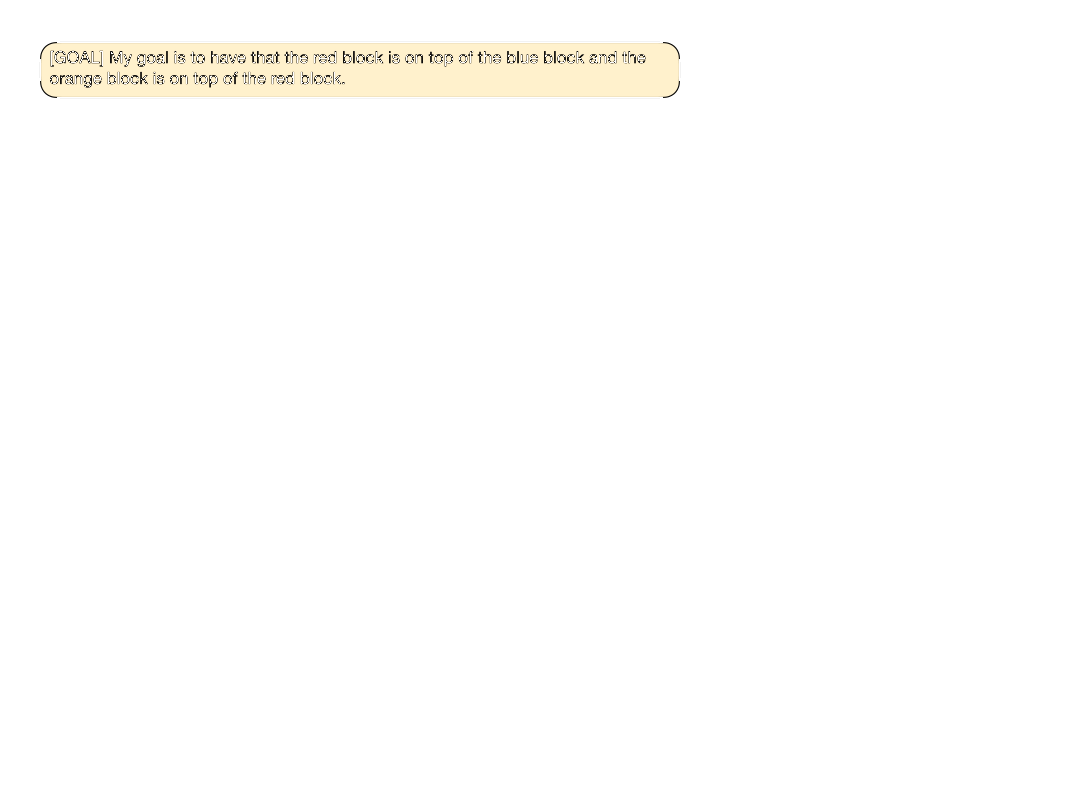 [GOAL] My goal is to have that the red block is on top of the blue block and the
orange block is on top of the red block.